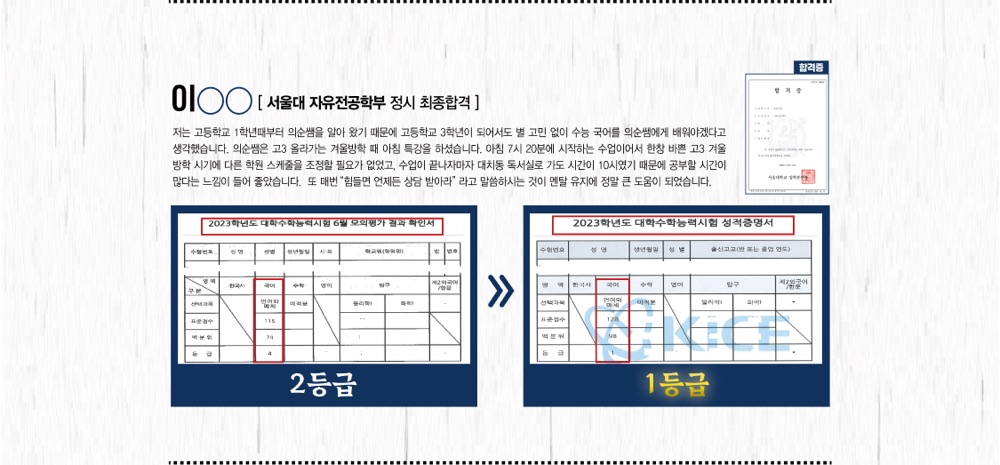 합격증
합 격 증
이○○ [ 서울대 자유전공학부 정시 최종합격 ]
저는 고등학교 1학년때부터 의순쌤을 알아 왔기 때문에 고등학교 3학년이 되어서도 별 고민 없이 수능 국어를 의순쌤에게 배워야겠다고
생각했습니다. 의순쌤은 고3 올라가는 겨울방학 때 아침 특강을 하셨습니다. 아침 7시 20분에 시작하는 수업이어서 한창 바쁜 고3 겨울
방학 시기에 다른 학원 스케줄을 조정할 필요가 없었고, 수업이 끝나자마자 대치동 독서실로 가도 시간이 10시였기 때문에 공부할 시간이
많다는 느낌이 들어 좋았습니다. 또 매번 “힘들면 언제든 상담 받아라” 라고 말씀하시는 것이 멘탈 유지에 정말 큰 도움이 되었습니다.
2023학년도 대학수학능력시험 6월 모의평가 결과 확인서
수험번호 성 명 성별 생년월일 시·도 학교명(학원명) 반 번호
영 역 구 분 한국사 국어 수학 영어 탐구 제2외국어/한문
선택과목 언어와 매체 미적분 물리학I 화학I -
표준점수 115
백 분 위 74
등 급 4
2등급
2023학년도 대학수학능력시험 성적증명서
수험번호 성 명 생년월일 성 별 출신고교(반 또는 졸업 연도)
영 역 한국사 국어 수학 영어 탐구 제2외국어/한문
선택과목 언어와 매체 미적분 물리학I -
표준점수 128
백 분 위 98
등 급 1
KICE
1등급